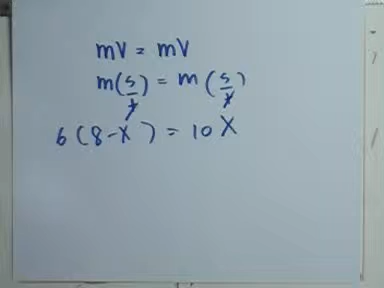 mV = mV
m(s/t) = m(s/t)
6(8-x) = 10x